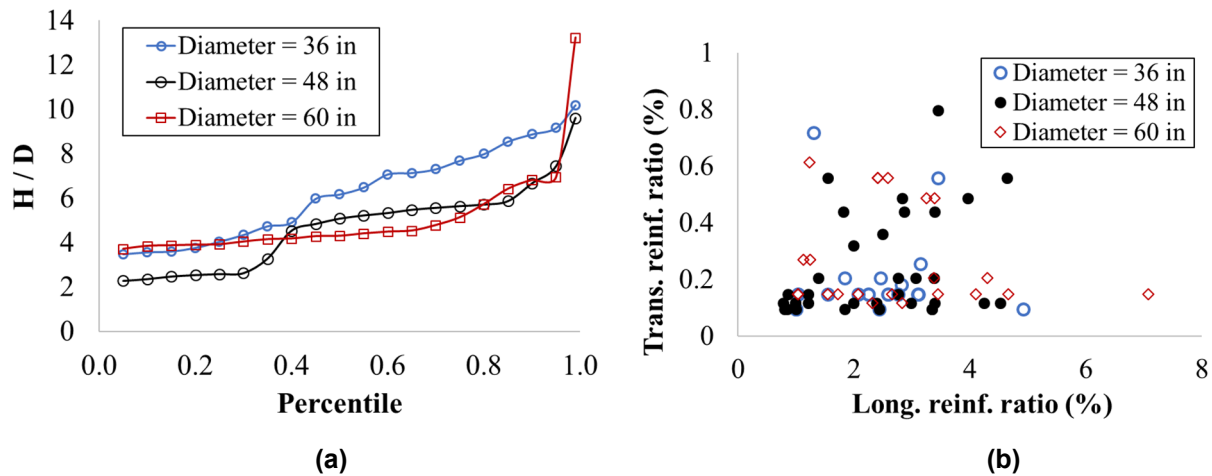 14
12
10
8
6
4
2
0
H / D
Diameter = 36 in
Diameter = 48 in
Diameter = 60 in
0.0 0.2 0.4 0.6 0.8 1.0
Percentile
(a)
1
0.8
0.6
0.4
0.2
0
Trans. reinf. ratio (%)
Diameter = 36 in
Diameter = 48 in
Diameter = 60 in
0 2 4 6 8
Long. reinf. ratio (%)
(b)